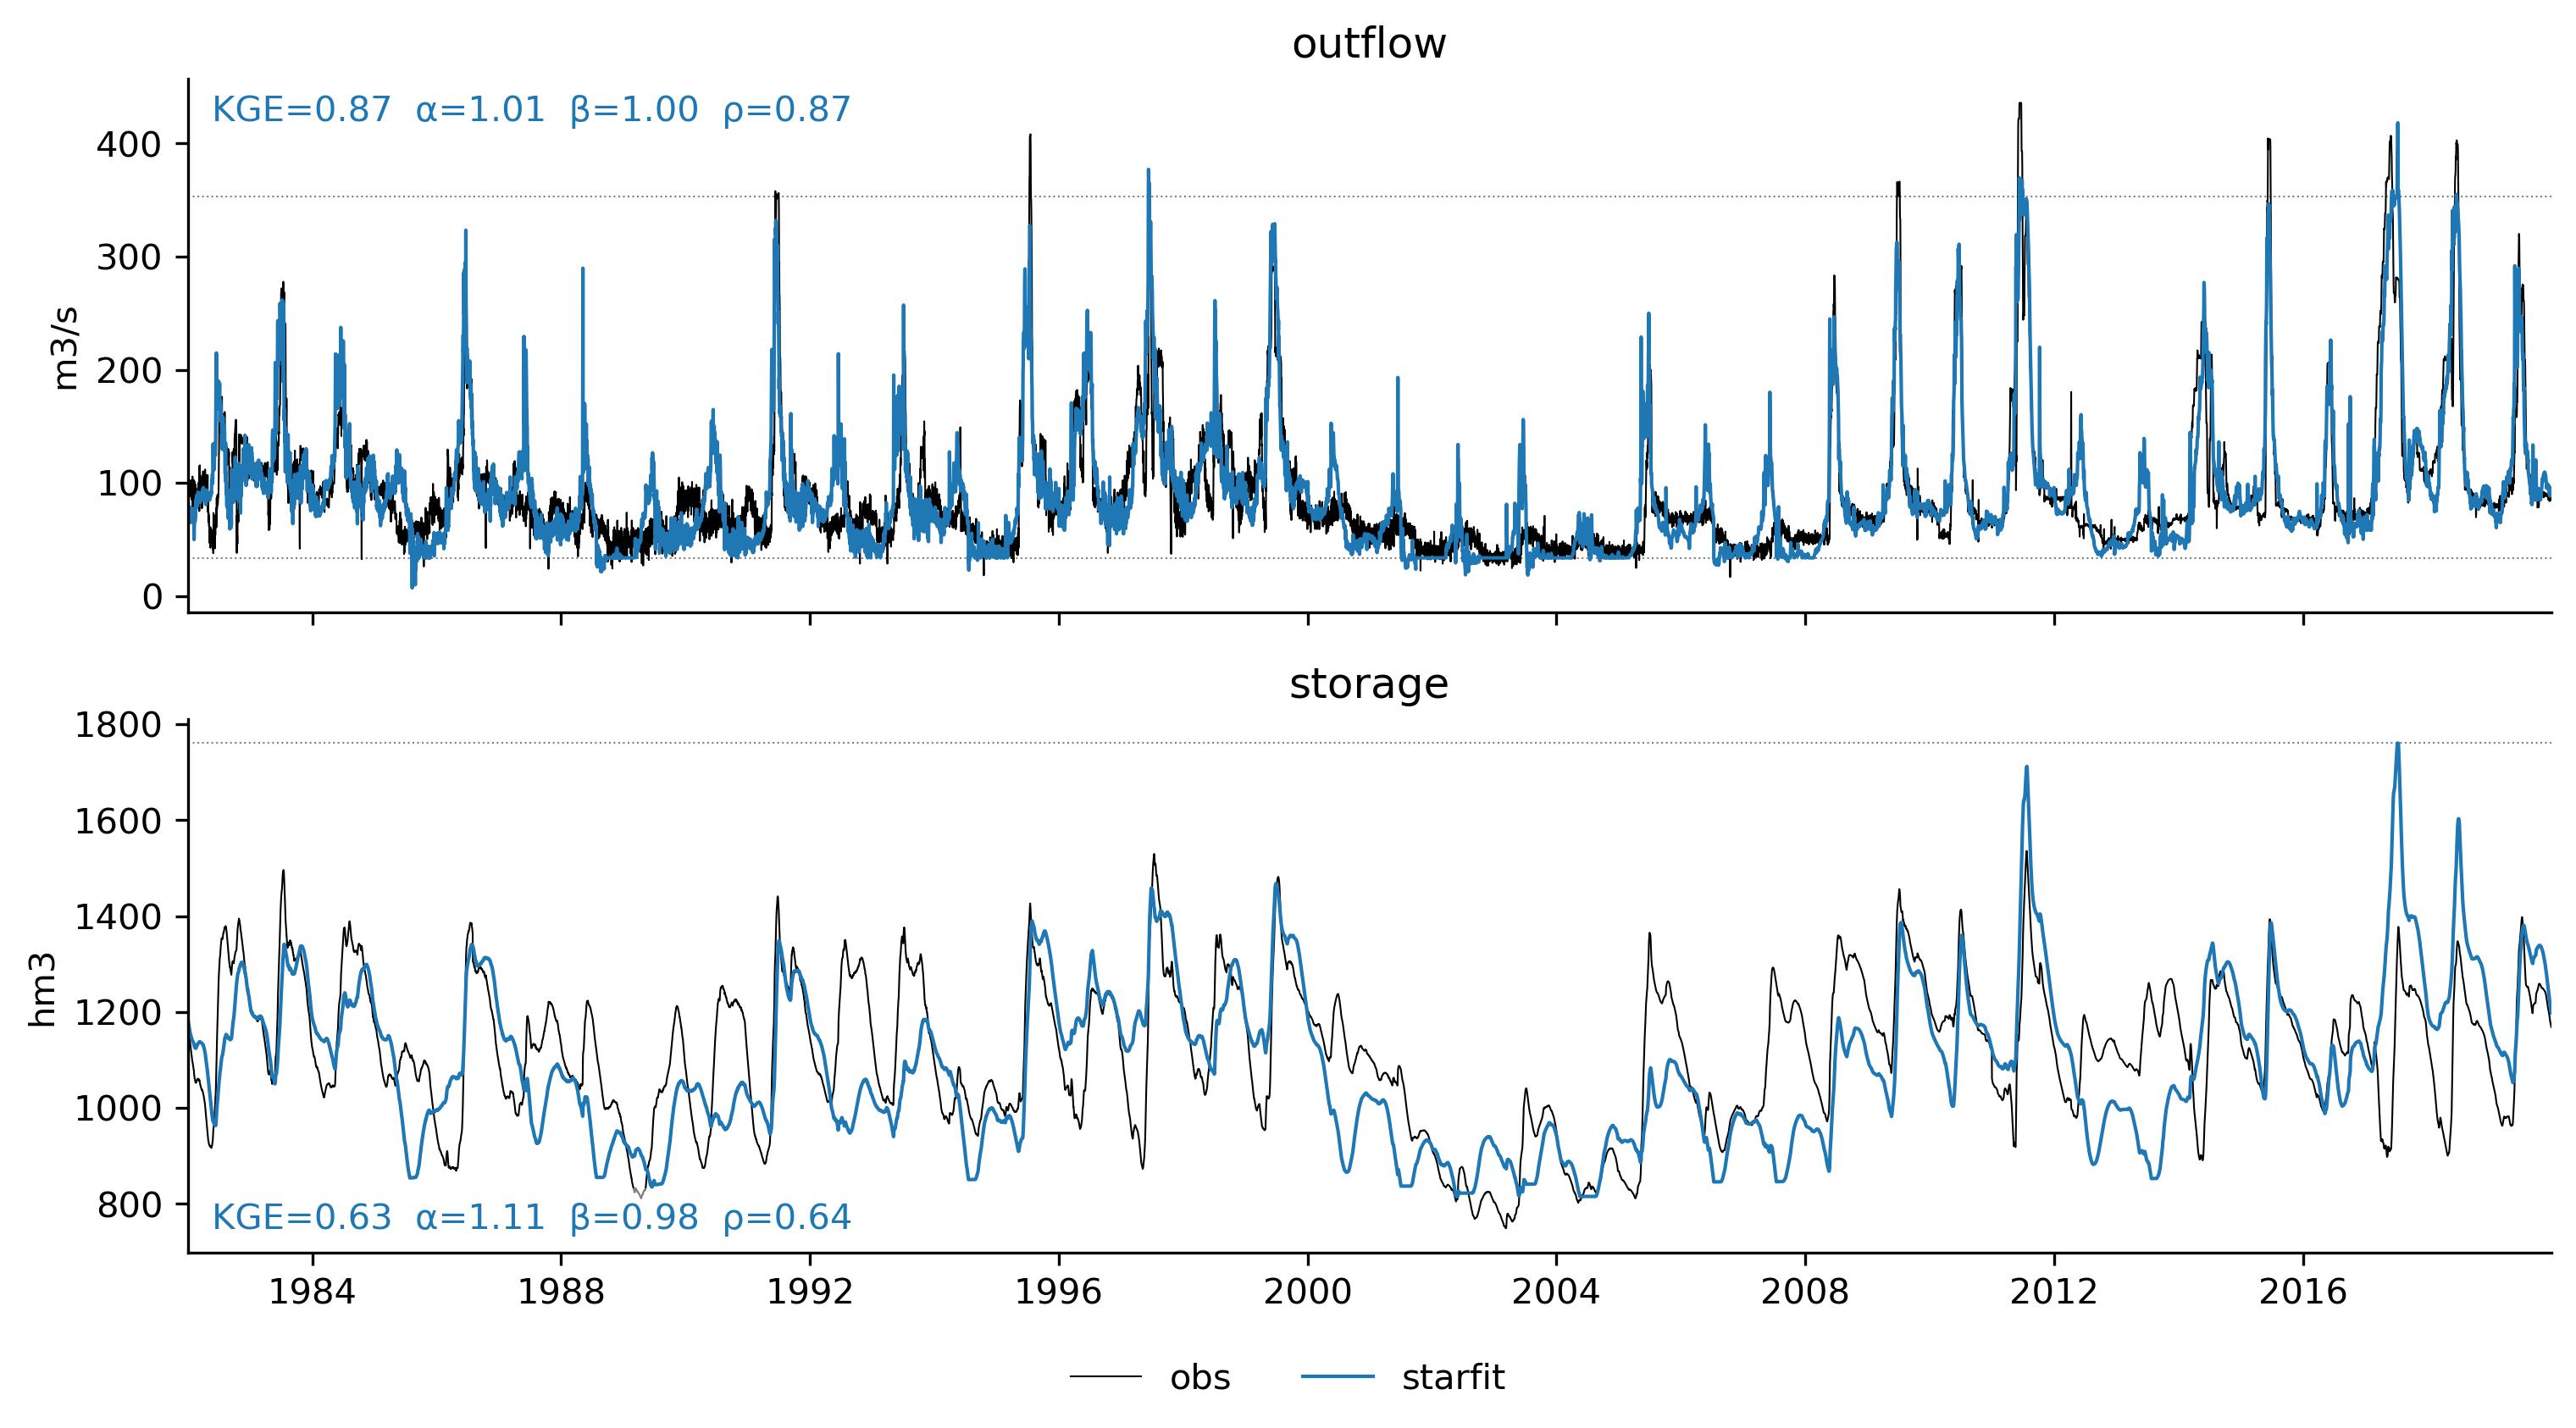 outflow
KGE=0.87 α=1.01 β=1.00 ρ=0.87
400
300
200
100
0
m3/s
storage
1800
1600
1400
1200
1000
800
hm3
KGE=0.63 α=1.11 β=0.98 ρ=0.64
1984 1988 1992 1996 2000 2004 2008 2012 2016
obs starfit